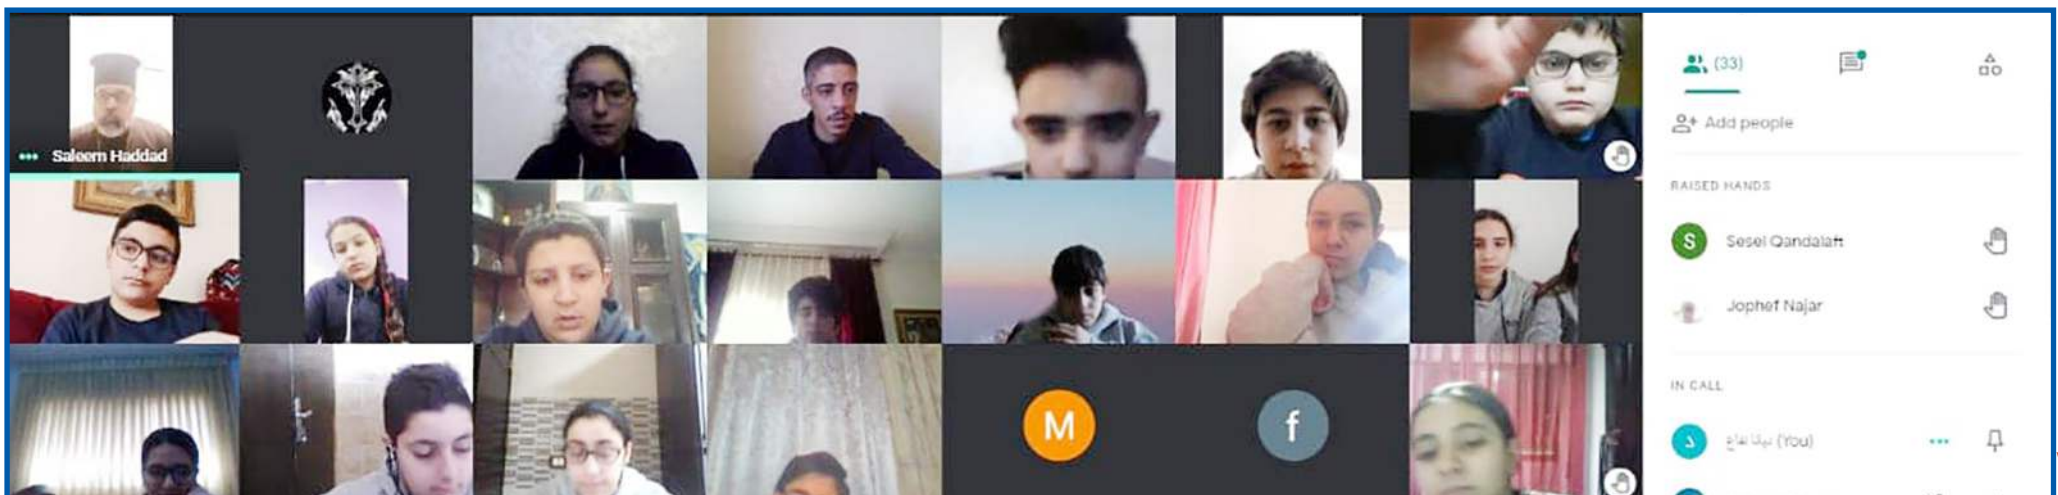 Saleem Haddad
(33)
Add people
RAISED HANDS
S
Sesel Qandalaft
Jophef Najar
IN CALL
M
f
د
(You)